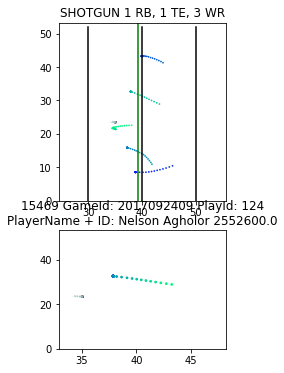 SHOTGUN 1 RB, 1 TE, 3 WR
50
40
30
20
10
0
30 40 50
15469 GameId: 2017092409 PlayId: 124
PlayerName + ID: Nelson Agholor 2552600.0
40
20
0
35 40 45